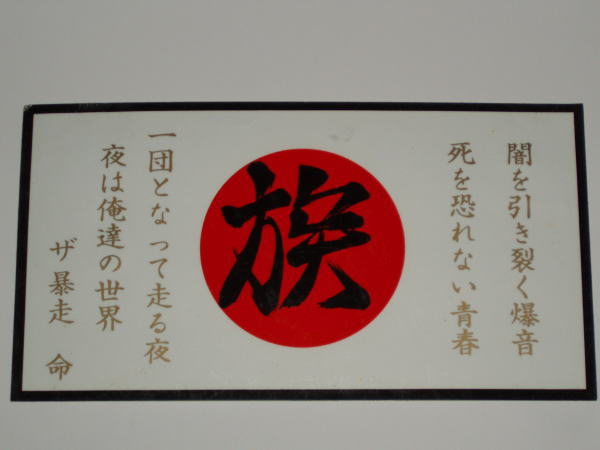 闇を引き裂く爆音
死を恐れない青春
族
一団となって走る夜
夜は俺達の世界
ザ暴走 命